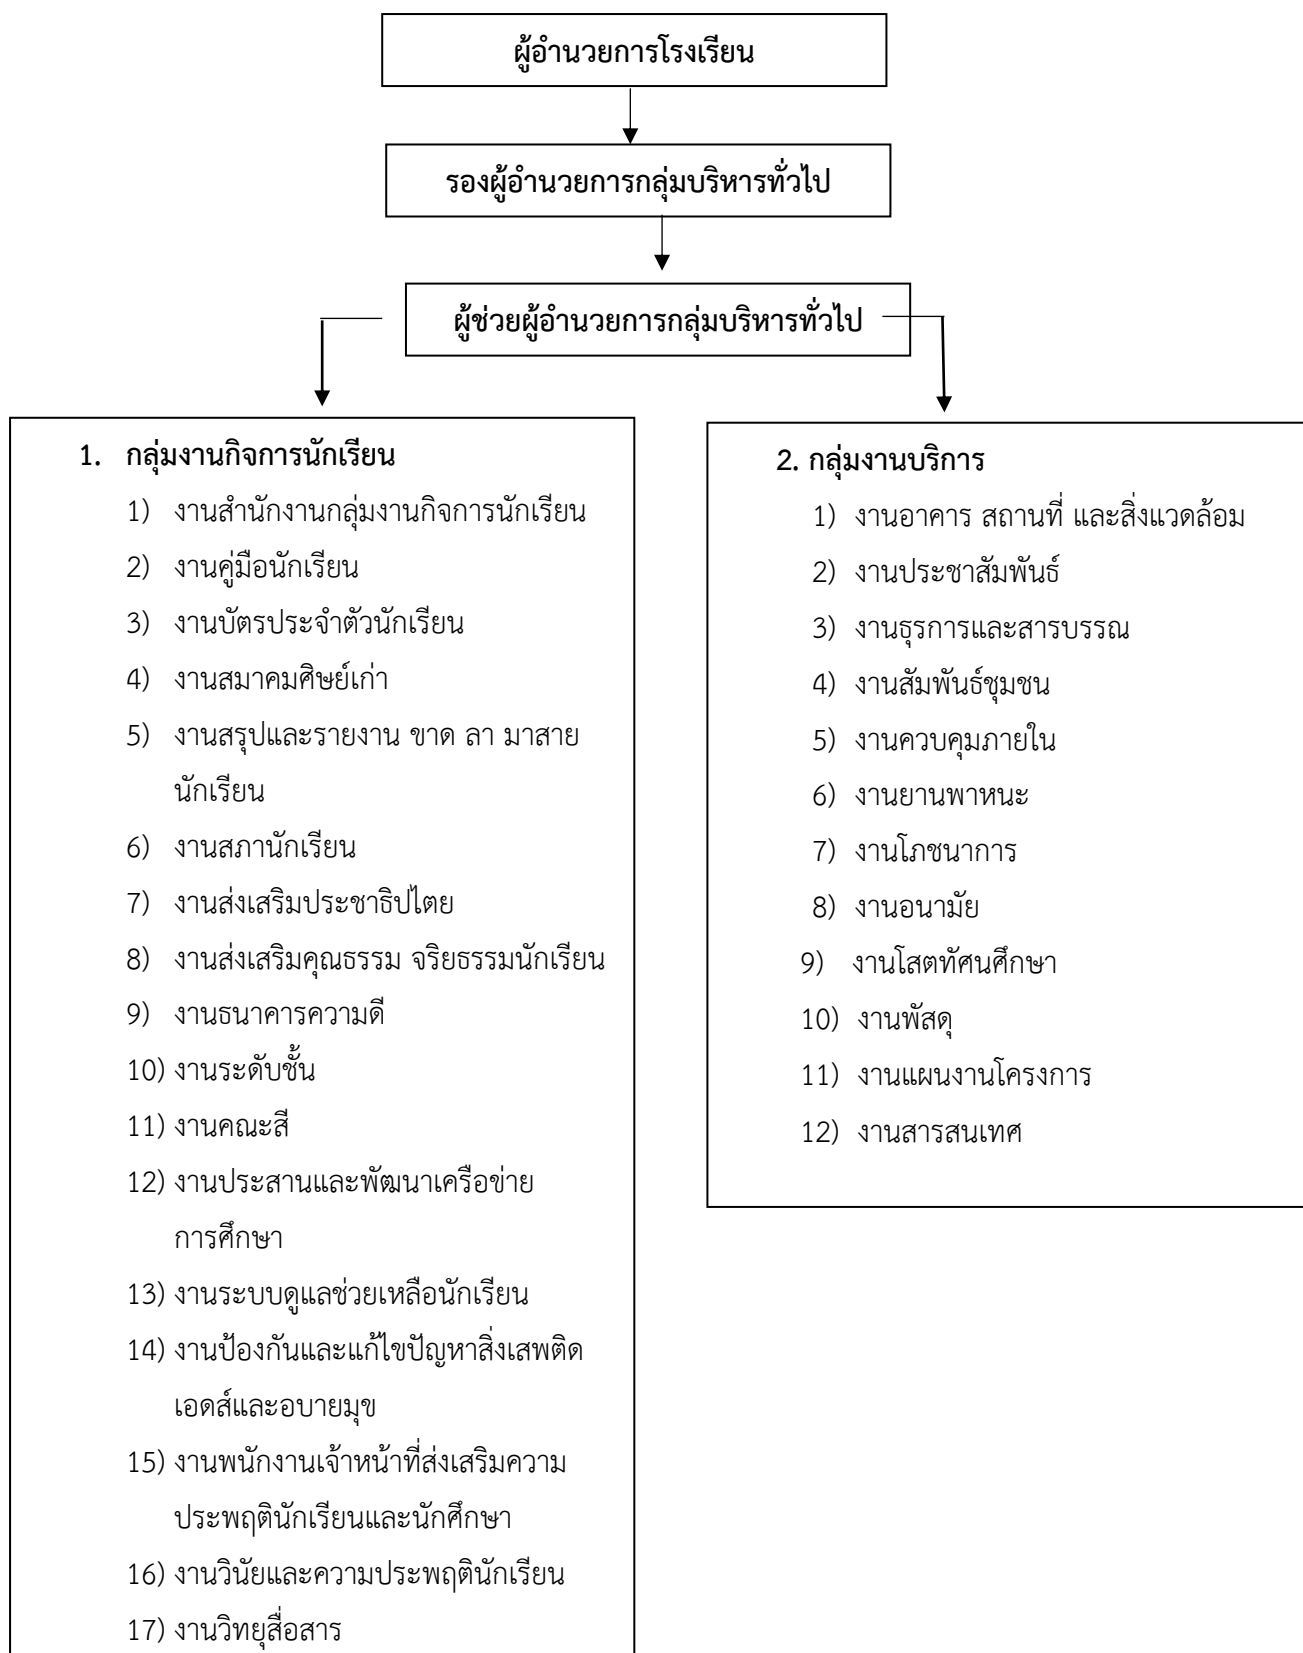 ผู้อำนวยการโรงเรียน
รองผู้อำนวยการกลุ่มบริหารทั่วไป
ผู้ช่วยผู้อำนวยการกลุ่มบริหารทั่วไป
1. กลุ่มงานกิจการนักเรียน
1) งานสำนักงานกลุ่มงานกิจการนักเรียน
2) งานคู่มือนักเรียน
3) งานบัตรประจำตัวนักเรียน
4) งานสมาคมศิษย์เก่า
5) งานสรุปและรายงาน ขาด ลา มาสาย
นักเรียน
6) งานสภานักเรียน
7) งานส่งเสริมประชาธิปไตย
8) งานส่งเสริมคุณธรรม จริยธรรมนักเรียน
9) งานธนาคารความดี
10) งานระดับชั้น
11) งานคณะสี
12) งานประสานและพัฒนาเครือข่าย
การศึกษา
13) งานระบบดูแลช่วยเหลือนักเรียน
14) งานป้องกันและแก้ไขปัญหาสิ่งเสพติด
เอดส์และอบายมุข
15) งานพนักงานเจ้าหน้าที่ส่งเสริมความ
ประพฤตินักเรียนและนักศึกษา
16) งานวินัยและความประพฤตินักเรียน
17) งานวิทยุสื่อสาร
2. กลุ่มงานบริการ
1) งานอาคาร สถานที่ และสิ่งแวดล้อม
2) งานประชาสัมพันธ์
3) งานธุรการและสารบรรณ
4) งานสัมพันธ์ชุมชน
5) งานควบคุมภายใน
6) งานยานพาหนะ
7) งานโภชนาการ
8) งานอนามัย
9) งานโสตทัศนศึกษา
10) งานพัสดุ
11) งานแผนงานโครงการ
12) งานสารสนเทศ